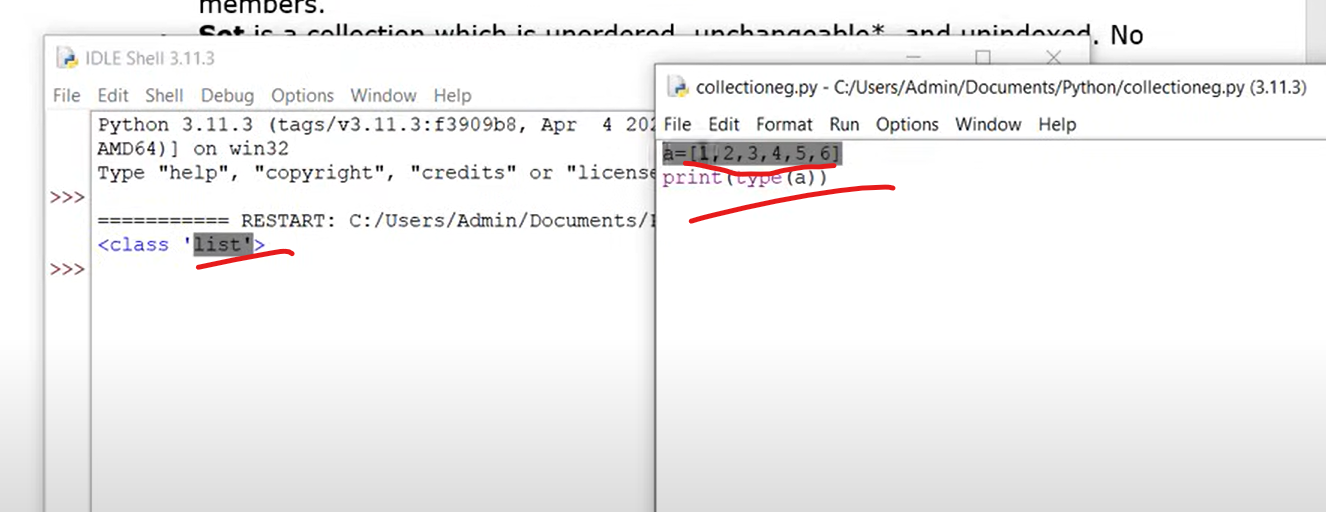 members.
Set is a collection which is unordered, unchangeable*, and unindexed. No
IDLE Shell 3.11.3
File Edit Shell Debug Options Window Help
Python 3.11.3 (tags/v3.11.3:f3909b8, Apr 4 202
AMD64)] on win32
Type "help", "copyright", "credits" or "license
>>>
=========== RESTART: C:/Users/Admin/Documents/
<class 'list'>
>>>
collectioneg.py - C:/Users/Admin/Documents/Python/collectioneg.py (3.11.3)
File Edit Format Run Options Window Help
a=[1,2,3,4,5,6]
print(type(a))